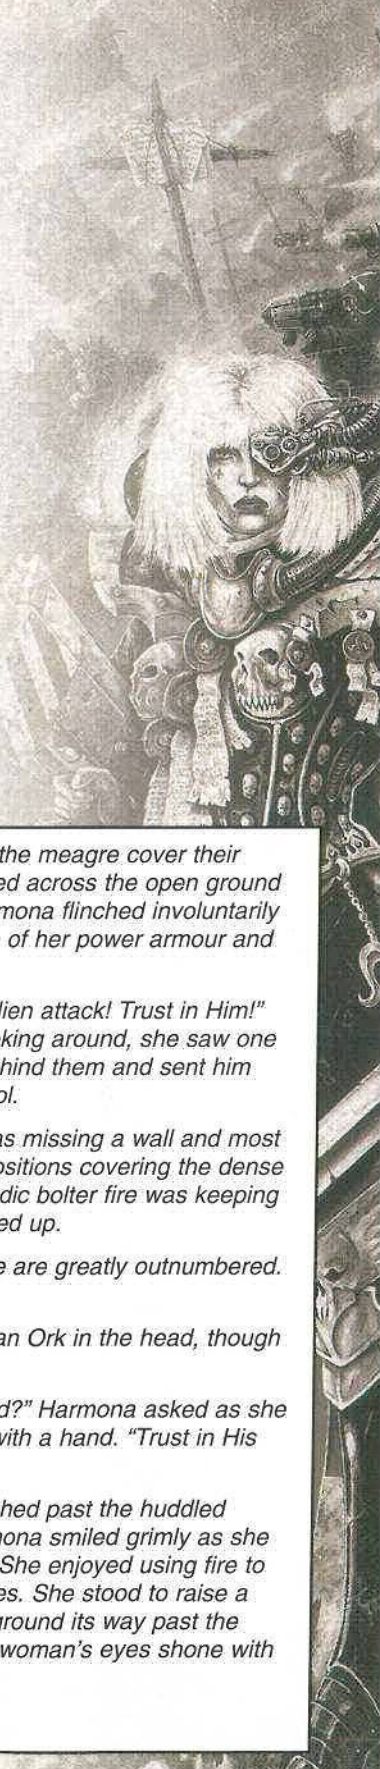 the meagre cover their
ed across the open ground
mona flinched involuntarily
of her power armour and
lien attack! Trust in Him!"
king around, she saw one
hind them and sent him
ol.
as missing a wall and most
ositions covering the dense
dic bolter fire was keeping
ed up.
e are greatly outnumbered.
an Ork in the head, though
d?" Harmona asked as she
with a hand. "Trust in His
hed past the huddled
nona smiled grimly as she
She enjoyed using fire to
es. She stood to raise a
ground its way past the
woman's eyes shone with